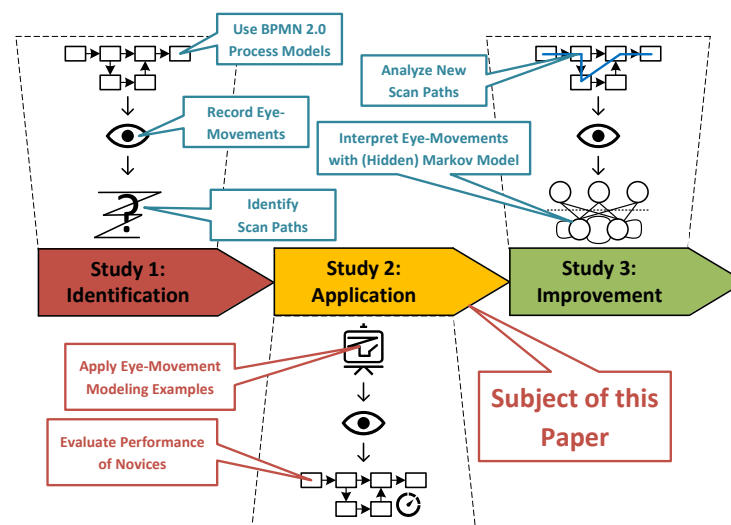 Use BPMN 2.0
Process Models
Record Eye-
Movements
?
Identify
Scan Paths
Analyze New
Scan Paths
Interpret Eye-Movements
with (Hidden) Markov Model
Study 1:
Identification
Study 2:
Application
Study 3:
Improvement
Apply Eye-Movement
Modeling Examples
Evaluate Performance
of Novices
Subject of this
Paper